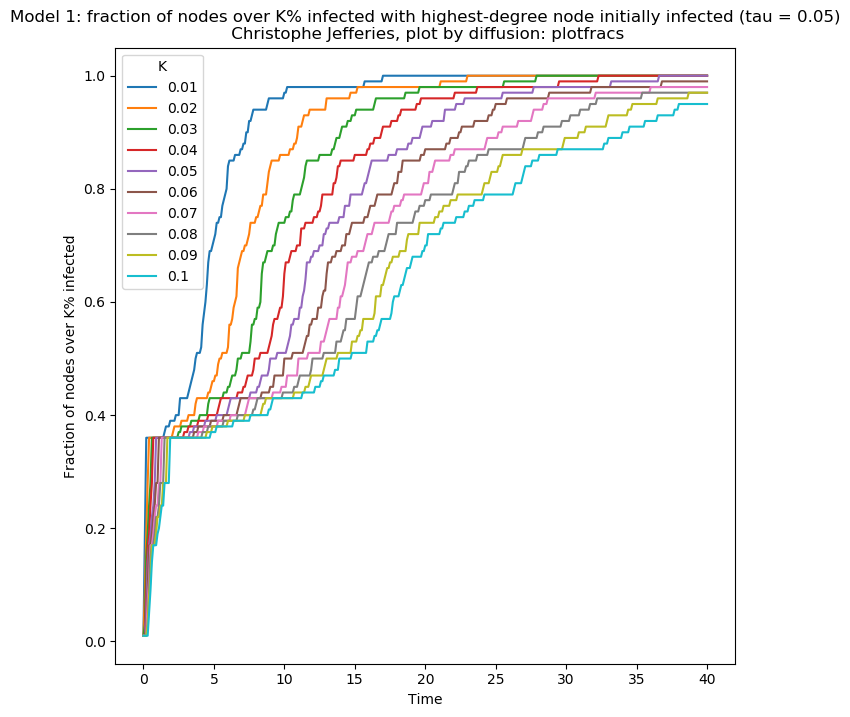 Model 1: fraction of nodes over K% infected with highest-degree node initially infected (tau = 0.05)
Christophe Jefferies, plot by diffusion: plotfracs
K
0.01
0.02
0.03
0.04
0.05
0.06
0.07
0.08
0.09
0.1
Fraction of nodes over K% infected
1.0
0.8
0.6
0.4
0.2
0.0
0 5 10 15 20 25 30 35 40
Time